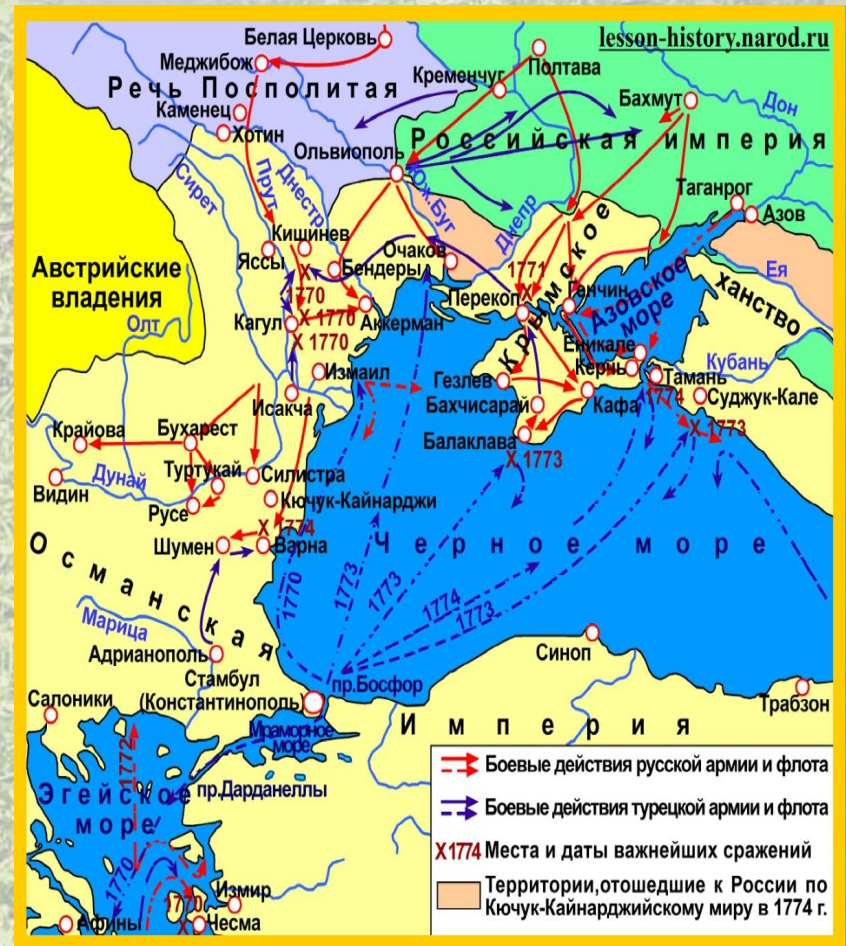 lesson-history.narod.ru
Белая Церковь
Меджибож
Речь Посполитая
Кременчуг
Полтава
Бахмут
Дон
Каменец
Хотин
Российская империя
Ольвиополь
Юж.Буг
Днепр
Таганрог
Азов
Сирет
Прут
Днестр
Кишинев
Яссы
Бендеры
Очаков
Австрийские
владения
X
1770
Кагул
X 1770
X 1770
Аккерман
1771
X
Перекоп
Генчин
Крымское
ханство
Азовское
море
Ея
Олт
Измаил
Еникале
Керчь
Тамань
Кубань
1774
Суджук-Кале
X 1773
Гезлев
Бахчисарай
Кафа
Исакча
Балаклава
X 1773
Крайова
Бухарест
Дунай
Видин
Туртукай
Силистра
Русе
Кючук-Кайнарджи
X 1774
Шумен
Варна
Черное море
Османская
Империя
1770
1773
1773
1774
1773
Марица
Адрианополь
Стамбул
(Константинополь)
пр.Босфор
Синоп
Трабзон
Салоники
Мраморное
море
пр.Дарданеллы
Эгейское
море
1772
1770
1770
X
Измир
Афины
Чесма
Боевые действия русской армии и флота
Боевые действия турецкой армии и флота
X1774 Места и даты важнейших сражений
Территории,отошедшие к России по
Кючук-Кайнарджийскому миру в 1774 г.